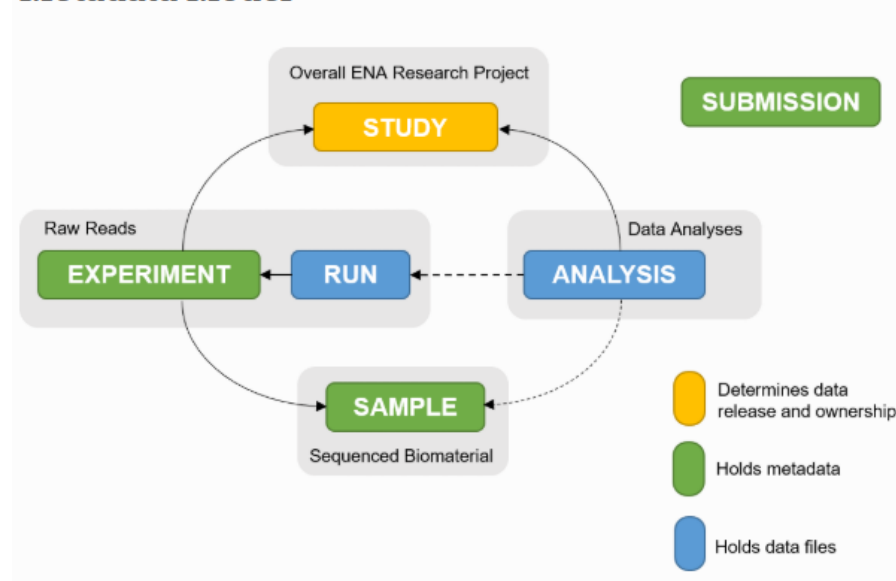 Overall ENA Research Project
STUDY
SUBMISSION
Raw Reads
EXPERIMENT
RUN
Data Analyses
ANALYSIS
SAMPLE
Sequenced Biomaterial
Determines data
release and ownership
Holds metadata
Holds data files